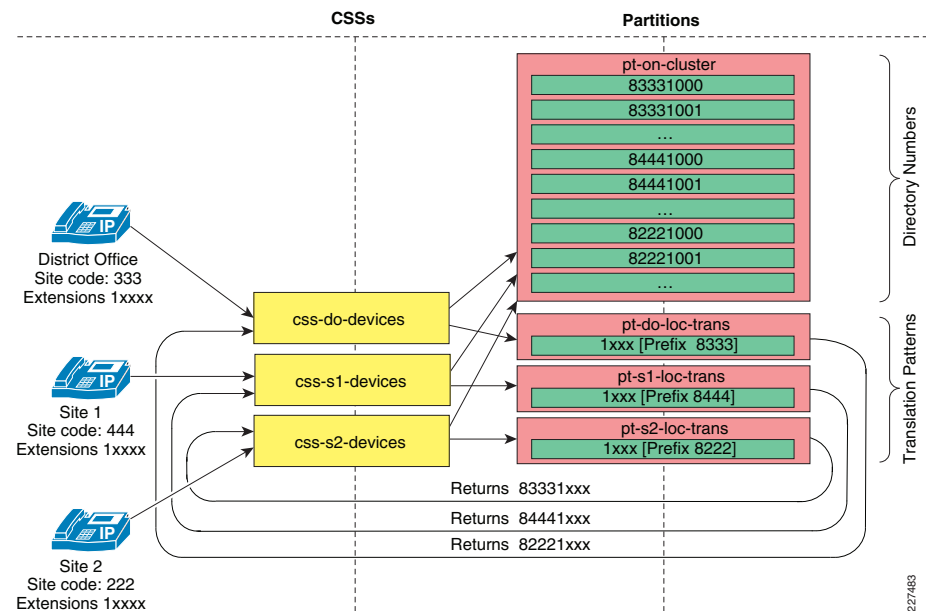 CSSs
Partitions
pt-on-cluster
83331000
83331001
…
84441000
84441001
…
82221000
82221001
…
Directory Numbers
IP
District Office
Site code: 333
Extensions 1xxxx
IP
Site 1
Site code: 444
Extensions 1xxxx
IP
Site 2
Site code: 222
Extensions 1xxxx
css-do-devices
css-s1-devices
css-s2-devices
pt-do-loc-trans
1xxx [Prefix 8333]
pt-s1-loc-trans
1xxx [Prefix 8444]
pt-s2-loc-trans
1xxx [Prefix 8222]
Translation Patterns
Returns 83331xxx
Returns 84441xxx
Returns 82221xxx
227483